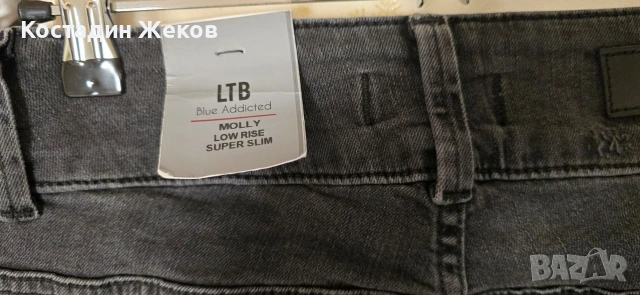 Костадин Жеков
LTB
Blue Addicted
MOLLY
LOW RISE
SUPER SLIM
BAZAR